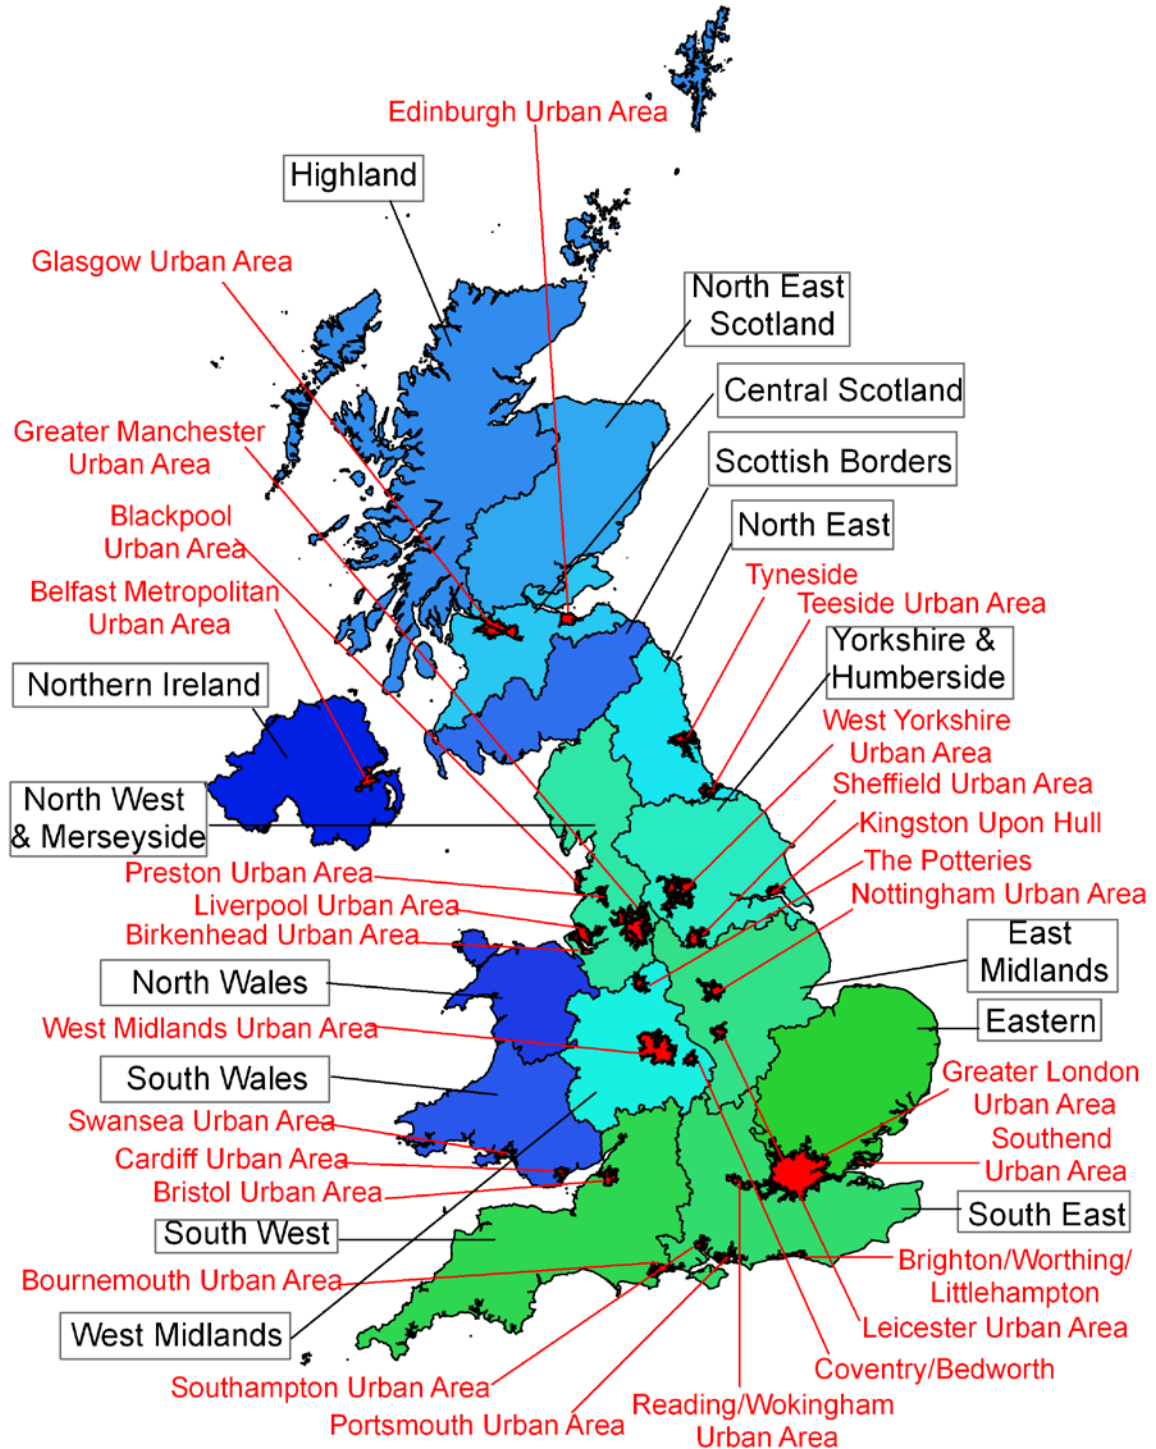 Edinburgh Urban Area
Highland
Glasgow Urban Area
North East
Scotland
Central Scotland
Greater Manchester
Urban Area
Scottish Borders
Blackpool
Urban Area
North East
Tyneside
Belfast Metropolitan
Urban Area
Teeside Urban Area
Yorkshire &
Humberside
Northern Ireland
West Yorkshire
Urban Area
Sheffield Urban Area
North West
& Merseyside
Kingston Upon Hull
The Potteries
Preston Urban Area
Nottingham Urban Area
Liverpool Urban Area
Birkenhead Urban Area
East
Midlands
North Wales
Eastern
West Midlands Urban Area
South Wales
Greater London
Urban Area
Swansea Urban Area
Southend
Urban Area
Cardiff Urban Area
Bristol Urban Area
South East
South West
Brighton/Worthing/
Littlehampton
Bournemouth Urban Area
West Midlands
Leicester Urban Area
Coventry/Bedworth
Southampton Urban Area
Reading/Wokingham
Urban Area
Portsmouth Urban Area